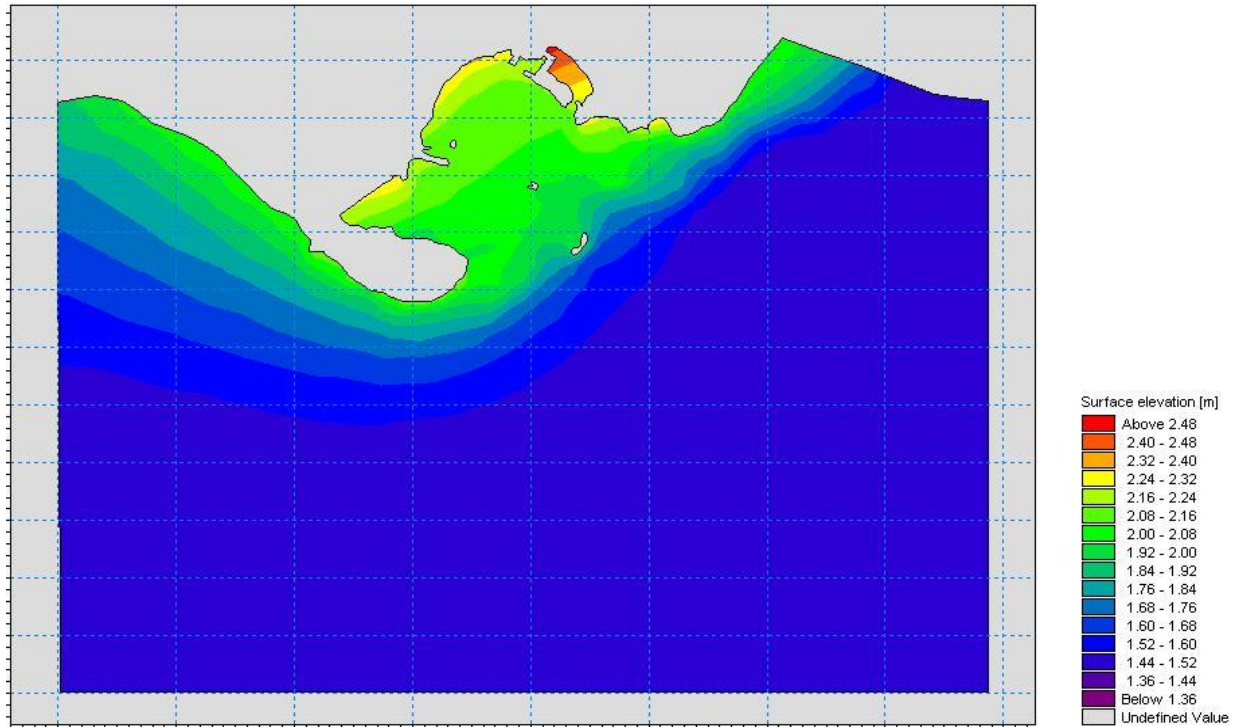 Surface elevation [m]
Above 2.48
2.40 - 2.48
2.32 - 2.40
2.24 - 2.32
2.16 - 2.24
2.08 - 2.16
2.00 - 2.08
1.92 - 2.00
1.84 - 1.92
1.76 - 1.84
1.68 - 1.76
1.60 - 1.68
1.52 - 1.60
1.44 - 1.52
1.36 - 1.44
Below 1.36
Undefined Value